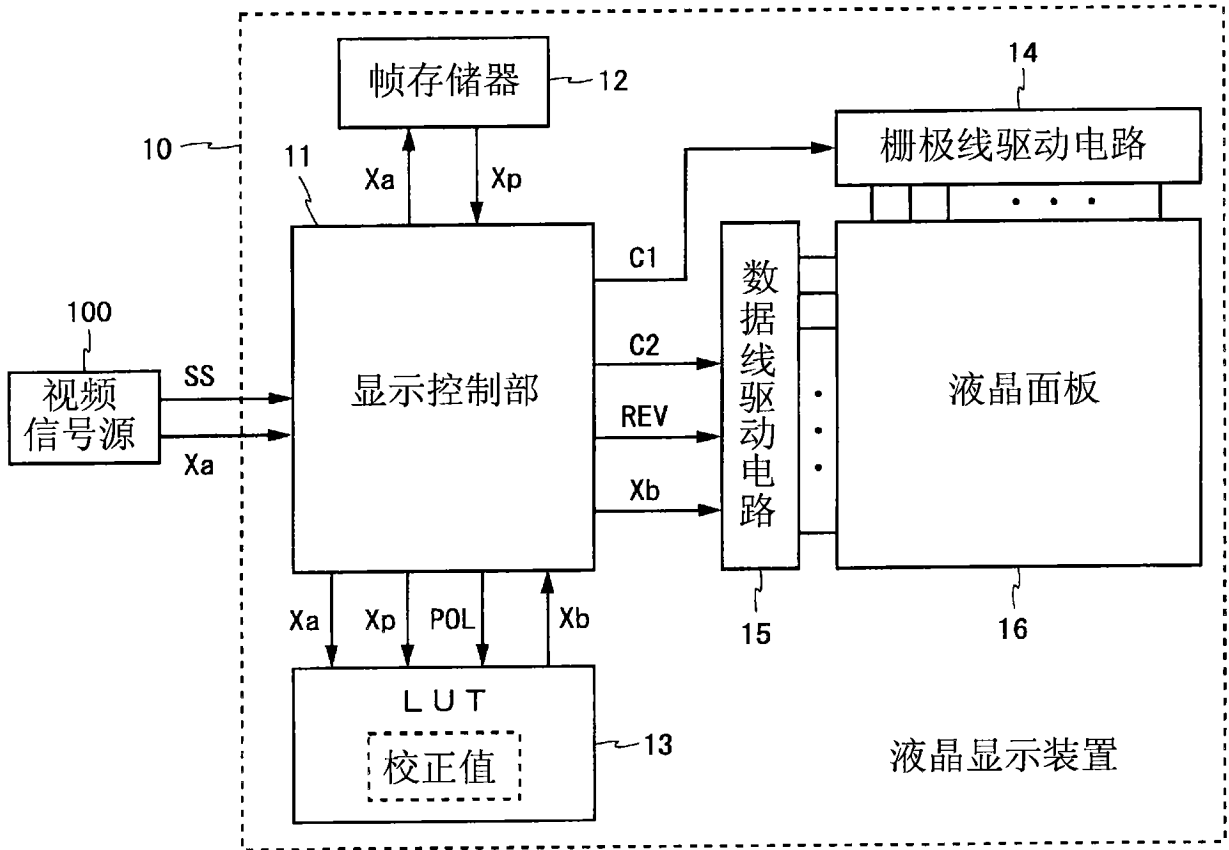 帧存储器
12
14
10
11
Xa
Xp
栅极线驱动电路
C1
100
SS
视频
信号源
Xa
显示控制部
C2
REV
Xb
数据线驱动电路
液晶面板
Xa
Xp
POL
Xb
15
16
LUT
校正值
13
液晶显示装置